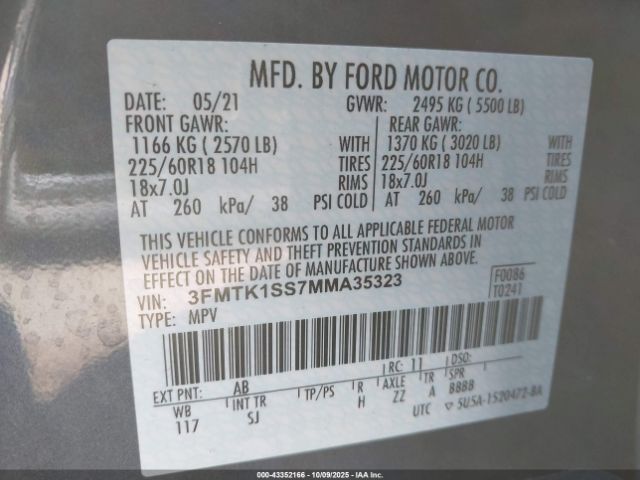 MFD. BY FORD MOTOR CO.
DATE: 05/21 GVWR: 2495 KG ( 5500 LB)
FRONT GAWR: REAR GAWR:
1166 KG ( 2570 LB) WITH 1370 KG ( 3020 LB) WITH
225/60R18 104H TIRES 225/60R18 104H TIRES
18x7.0J RIMS 18x7.0J RIMS
AT 260 kPa/ 38 PSI COLD AT 260 kPa/ 38 PSI COLD
THIS VEHICLE CONFORMS TO ALL APPLICABLE FEDERAL MOTOR
VEHICLE SAFETY AND THEFT PREVENTION STANDARDS IN
EFFECT ON THE DATE OF MANUFACTURE SHOWN ABOVE.
VIN: 3FMTK1SS7MMA35323 F0086
TYPE: MPV T0241
EXT PNT: AB RC: 11 DSO:
WB INT TR TP/PS R AXLE TR SPR
117 SJ H ZZ A 8888
UTC ▽ 5U5A-1520472-BA
000-43352166 - 10/09/2025 - IAA Inc.